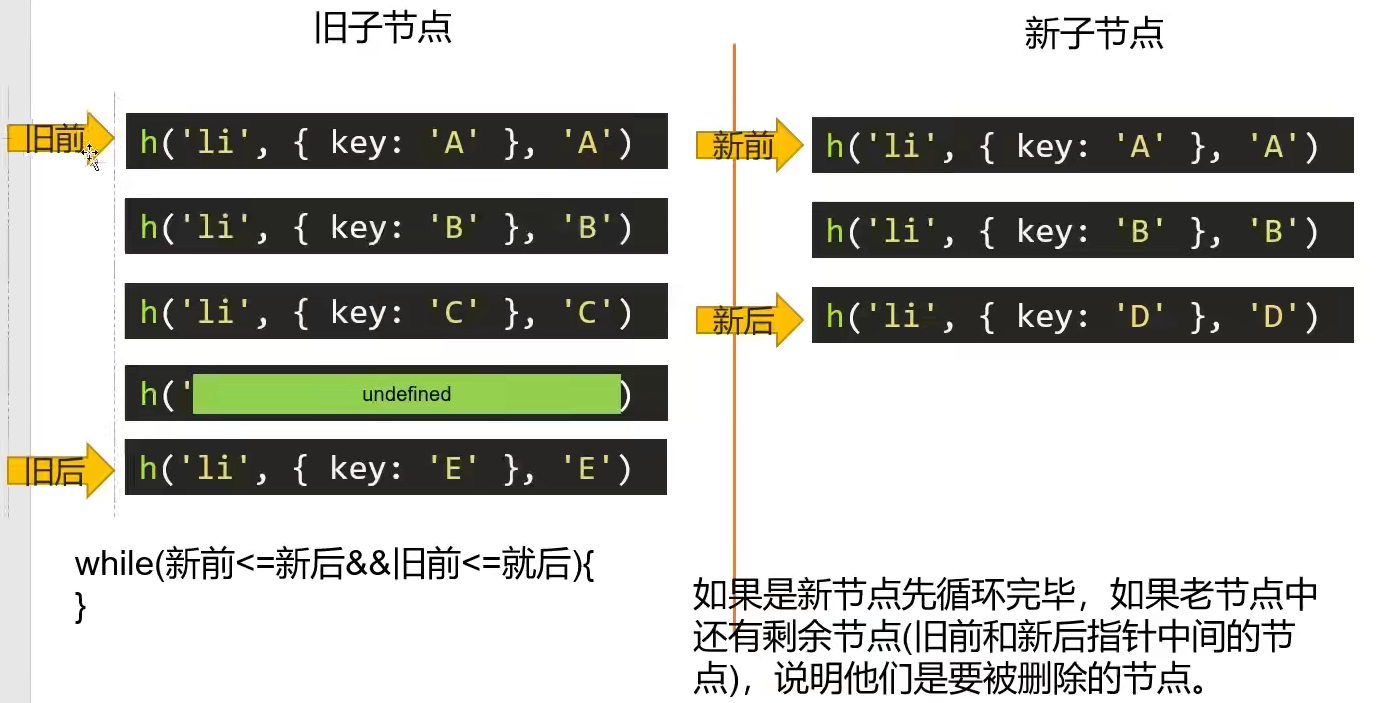 旧子节点
新子节点
旧前
h('li', { key: 'A' }, 'A')
h('li', { key: 'B' }, 'B')
h('li', { key: 'C' }, 'C')
h('
undefined
)
旧后
h('li', { key: 'E' }, 'E')
while(新前<=新后&&旧前<=就后){
}
新前
h('li', { key: 'A' }, 'A')
h('li', { key: 'B' }, 'B')
新后
h('li', { key: 'D' }, 'D')
如果是新节点先循环完毕，如果老节点中
还有剩余节点(旧前和新后指针中间的节
点)，说明他们是要被删除的节点。